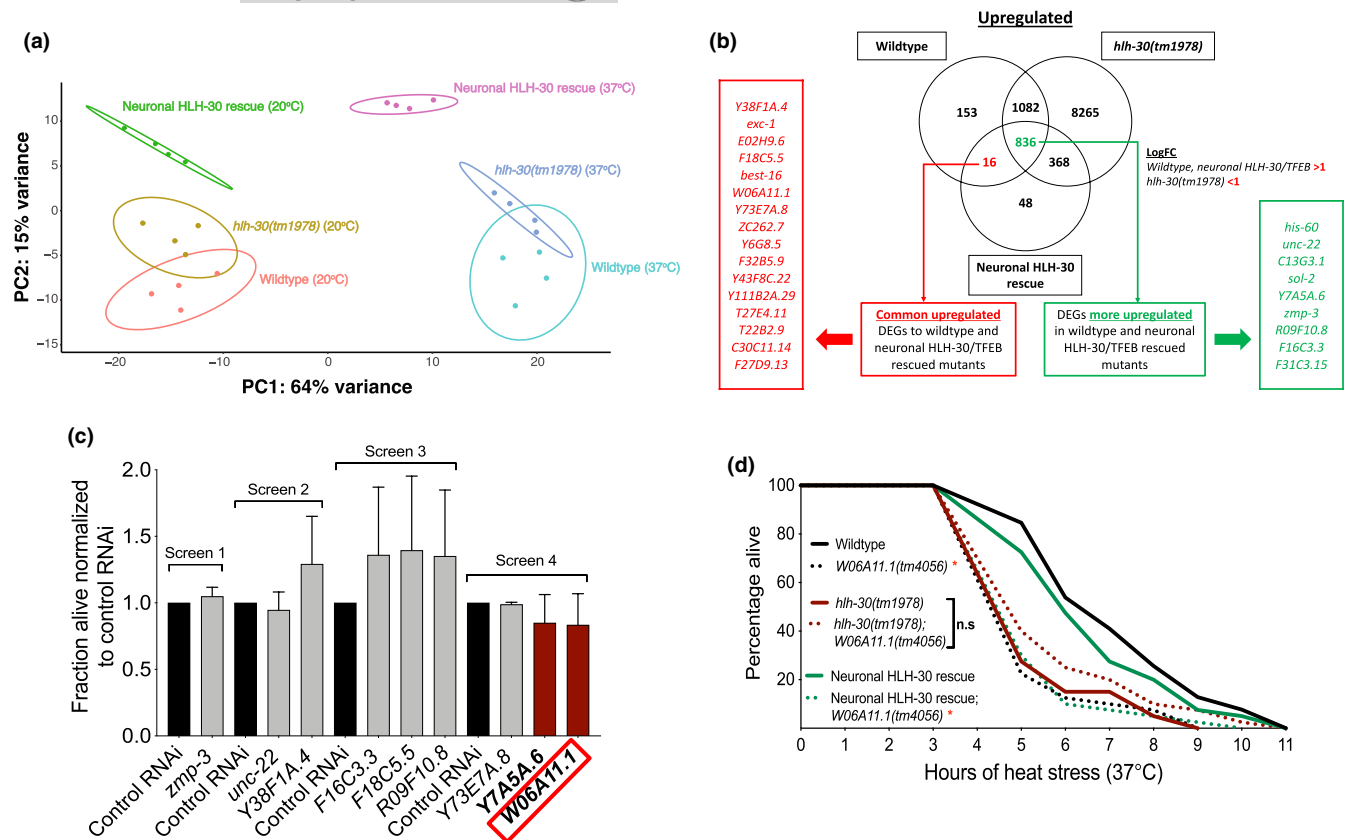 (a)
Neuronal HLH-30 rescue (20°C)
Neuronal HLH-30 rescue (37°C)
hlh-30(tm1978) (37°C)
hlh-30(tm1978) (20°C)
Wildtype (20°C)
Wildtype (37°C)
10
5
0
−5
−10
−15
−20
−10
0
10
20
PC2: 15% variance
PC1: 64% variance
(b)
Upregulated
Wildtype
hlh-30(tm1978)
153
1082
8265
836
16
368
48
Neuronal HLH-30
rescue
LogFC
Wildtype, neuronal HLH-30/TFEB >1
hlh-30(tm1978) <1
Y38F1A.4
exc-1
E02H9.6
F18C5.5
best-16
W06A11.1
Y73E7A.8
ZC262.7
Y6G8.5
F32B5.9
Y43F8C.22
Y111B2A.29
T27E4.11
T22B2.9
C30C11.14
F27D9.13
Common upregulated
DEGs to wildtype and
neuronal HLH-30/TFEB
rescued mutants
DEGs more upregulated
in wildtype and neuronal
HLH-30/TFEB rescued
mutants
his-60
unc-22
C13G3.1
sol-2
Y7A5A.6
zmp-3
R09F10.8
F16C3.3
F31C3.15
(c)
Fraction alive normalized
to control RNAi
2.0
1.5
1.0
0.5
0.0
Screen 1
Screen 2
Screen 3
Screen 4
Control RNAi
zmp-3
Control RNAi
unc-22
Y38F1A.4
Control RNAi
F16C3.3
F18C5.5
R09F10.8
Control RNAi
Y73E7A.8
Y7A5A.6
W06A11.1
(d)
Percentage alive
100
80
60
40
20
Wildtype
W06A11.1(tm4056) *
hlh-30(tm1978)
hlh-30(tm1978);
W06A11.1(tm4056)
n.s
Neuronal HLH-30 rescue
Neuronal HLH-30 rescue;
W06A11.1(tm4056) *
0 1 2 3 4 5 6 7 8 9 10 11
Hours of heat stress (37°C)